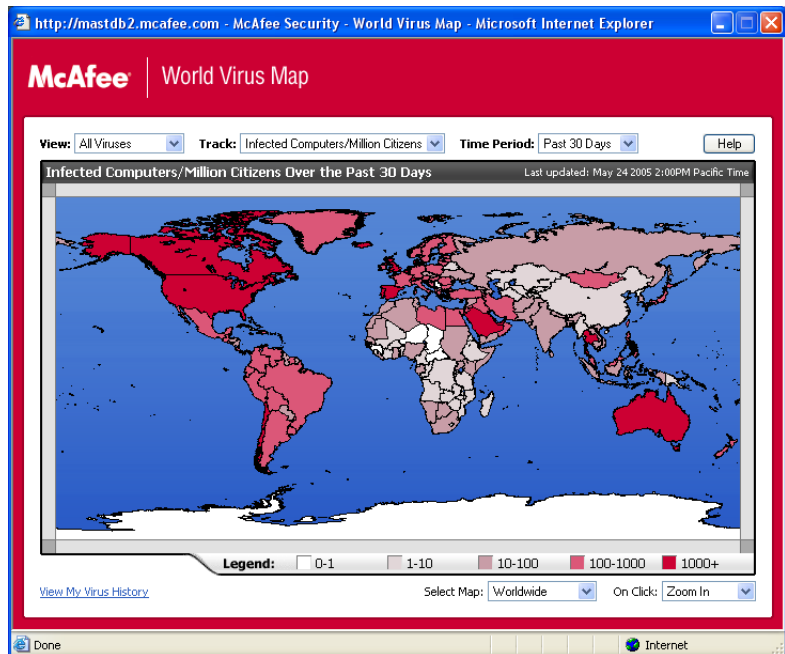 http://mastdb2.mcafee.com - McAfee Security - World Virus Map - Microsoft Internet Explorer
McAfee World Virus Map
View: All Viruses Track: Infected Computers/Million Citizens Time Period: Past 30 Days Help
Infected Computers/Million Citizens Over the Past 30 Days Last updated: May 24 2005 2:00PM Pacific Time
Legend: 0-1 1-10 10-100 100-1000 1000+
View My Virus History Select Map: Worldwide On Click: Zoom In
Done Internet